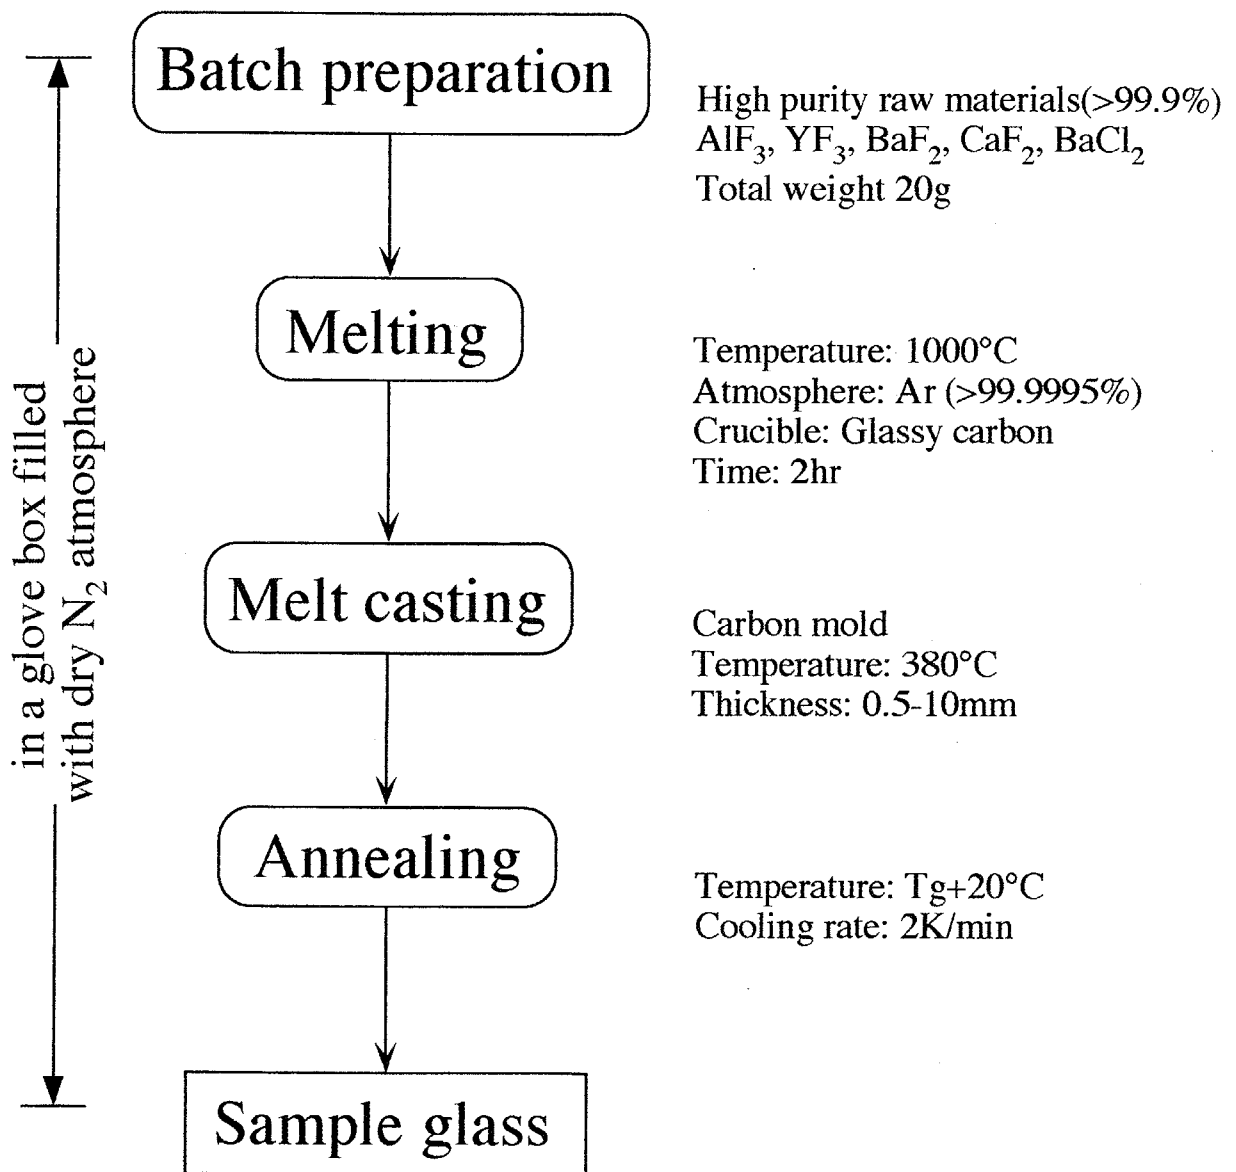 Batch preparation
High purity raw materials(>99.9%)
AlF₃, YF₃, BaF₂, CaF₂, BaCl₂
Total weight 20g
Melting
Temperature: 1000°C
Atmosphere: Ar (>99.9995%)
Crucible: Glassy carbon
Time: 2hr
in a glove box filled
with dry N₂ atmosphere
Melt casting
Carbon mold
Temperature: 380°C
Thickness: 0.5-10mm
Annealing
Temperature: Tg+20°C
Cooling rate: 2K/min
Sample glass